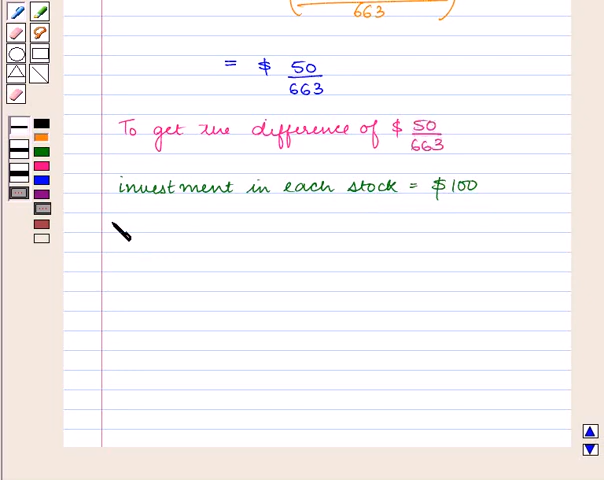 663
= $ 50
663
To get the difference of $ 50
663
investment in each stock = $100